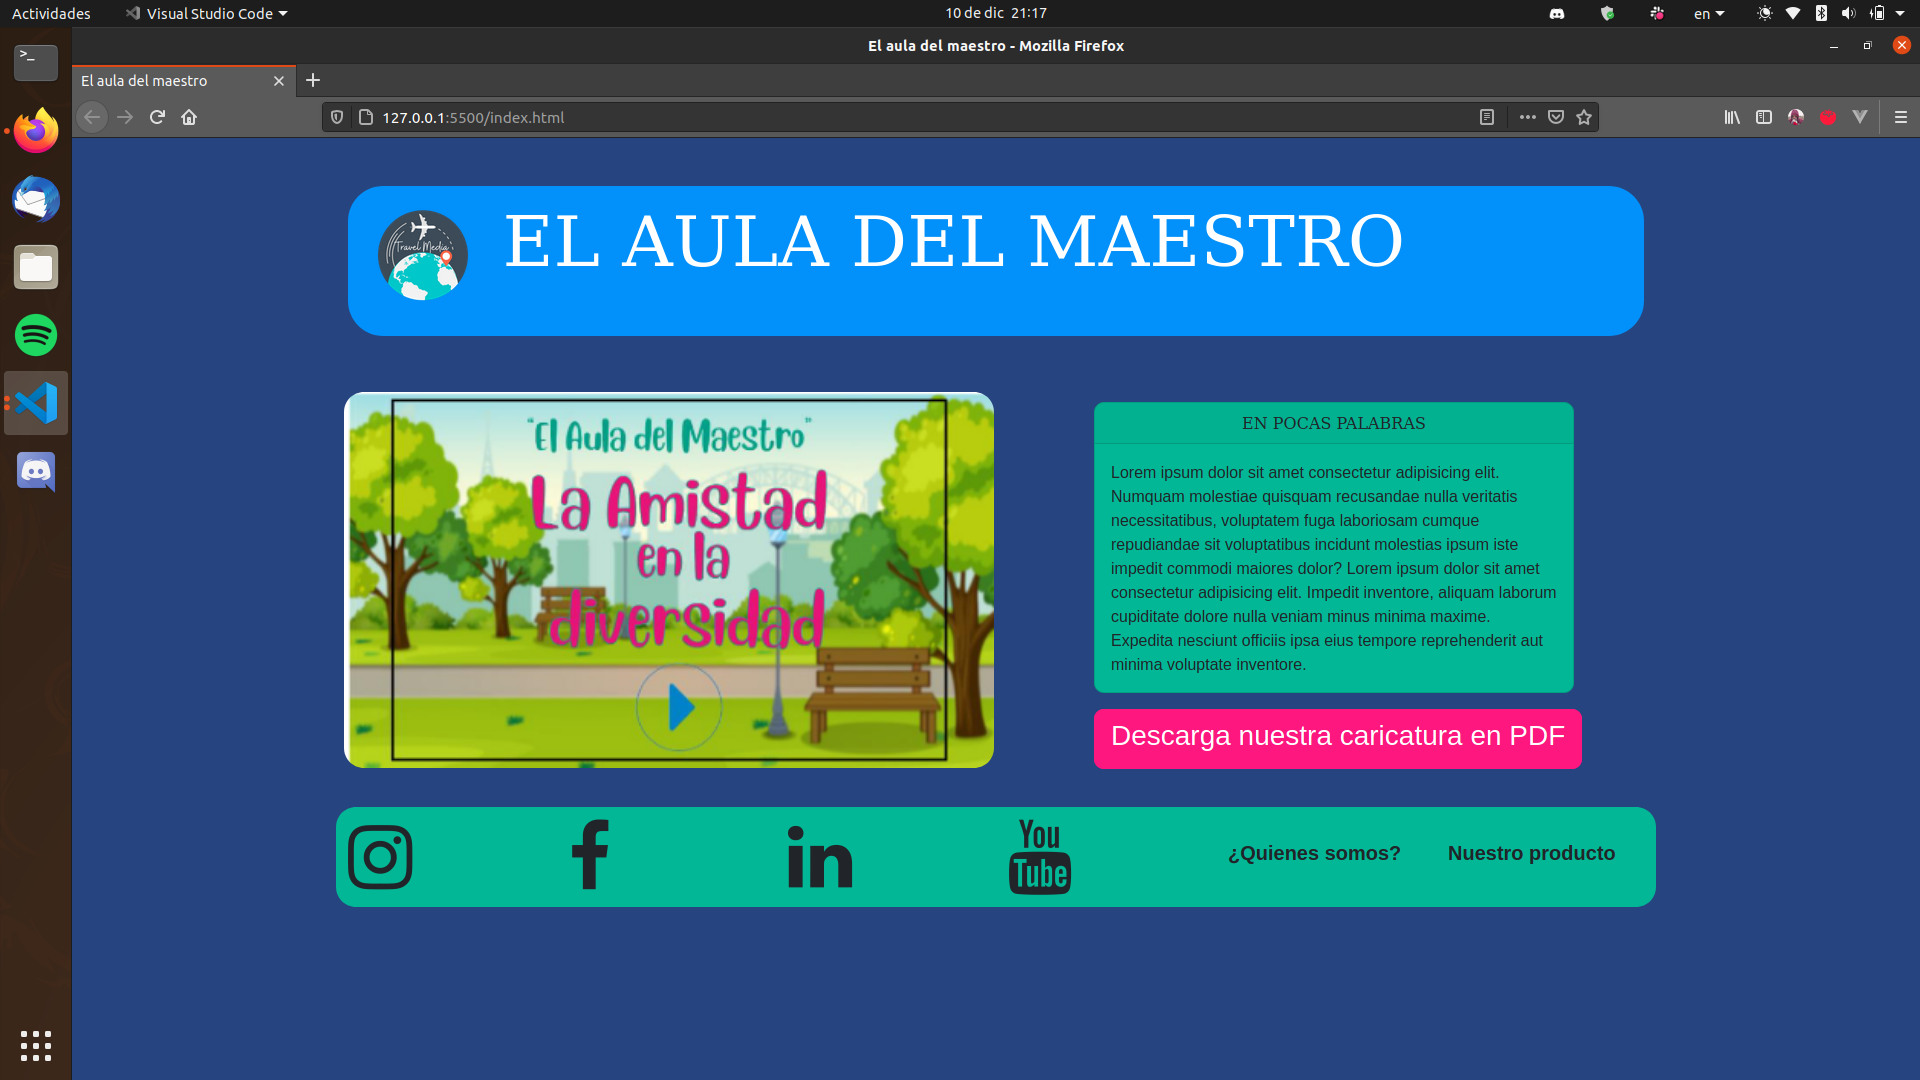 Actividades
Visual Studio Code
10 de dic 21:17
en
El aula del maestro - Mozilla Firefox
El aula del maestro
127.0.0.1:5500/index.html
Travel Media
EL AULA DEL MAESTRO
"El Aula del Maestro"
La Amistad
en la
diversidad
EN POCAS PALABRAS
Lorem ipsum dolor sit amet consectetur adipisicing elit.
Numquam molestiae quisquam recusandae nulla veritatis
necessitatibus, voluptatem fuga laboriosam cumque
repudiandae sit voluptatibus incidunt molestias ipsum iste
impedit commodi maiores dolor? Lorem ipsum dolor sit amet
consectetur adipisicing elit. Impedit inventore, aliquam laborum
cupiditate dolore nulla veniam minus minima maxime.
Expedita nesciunt officiis ipsa eius tempore reprehenderit aut
minima voluptate inventore.
Descarga nuestra caricatura en PDF
You
Tube
¿Quienes somos?
Nuestro producto